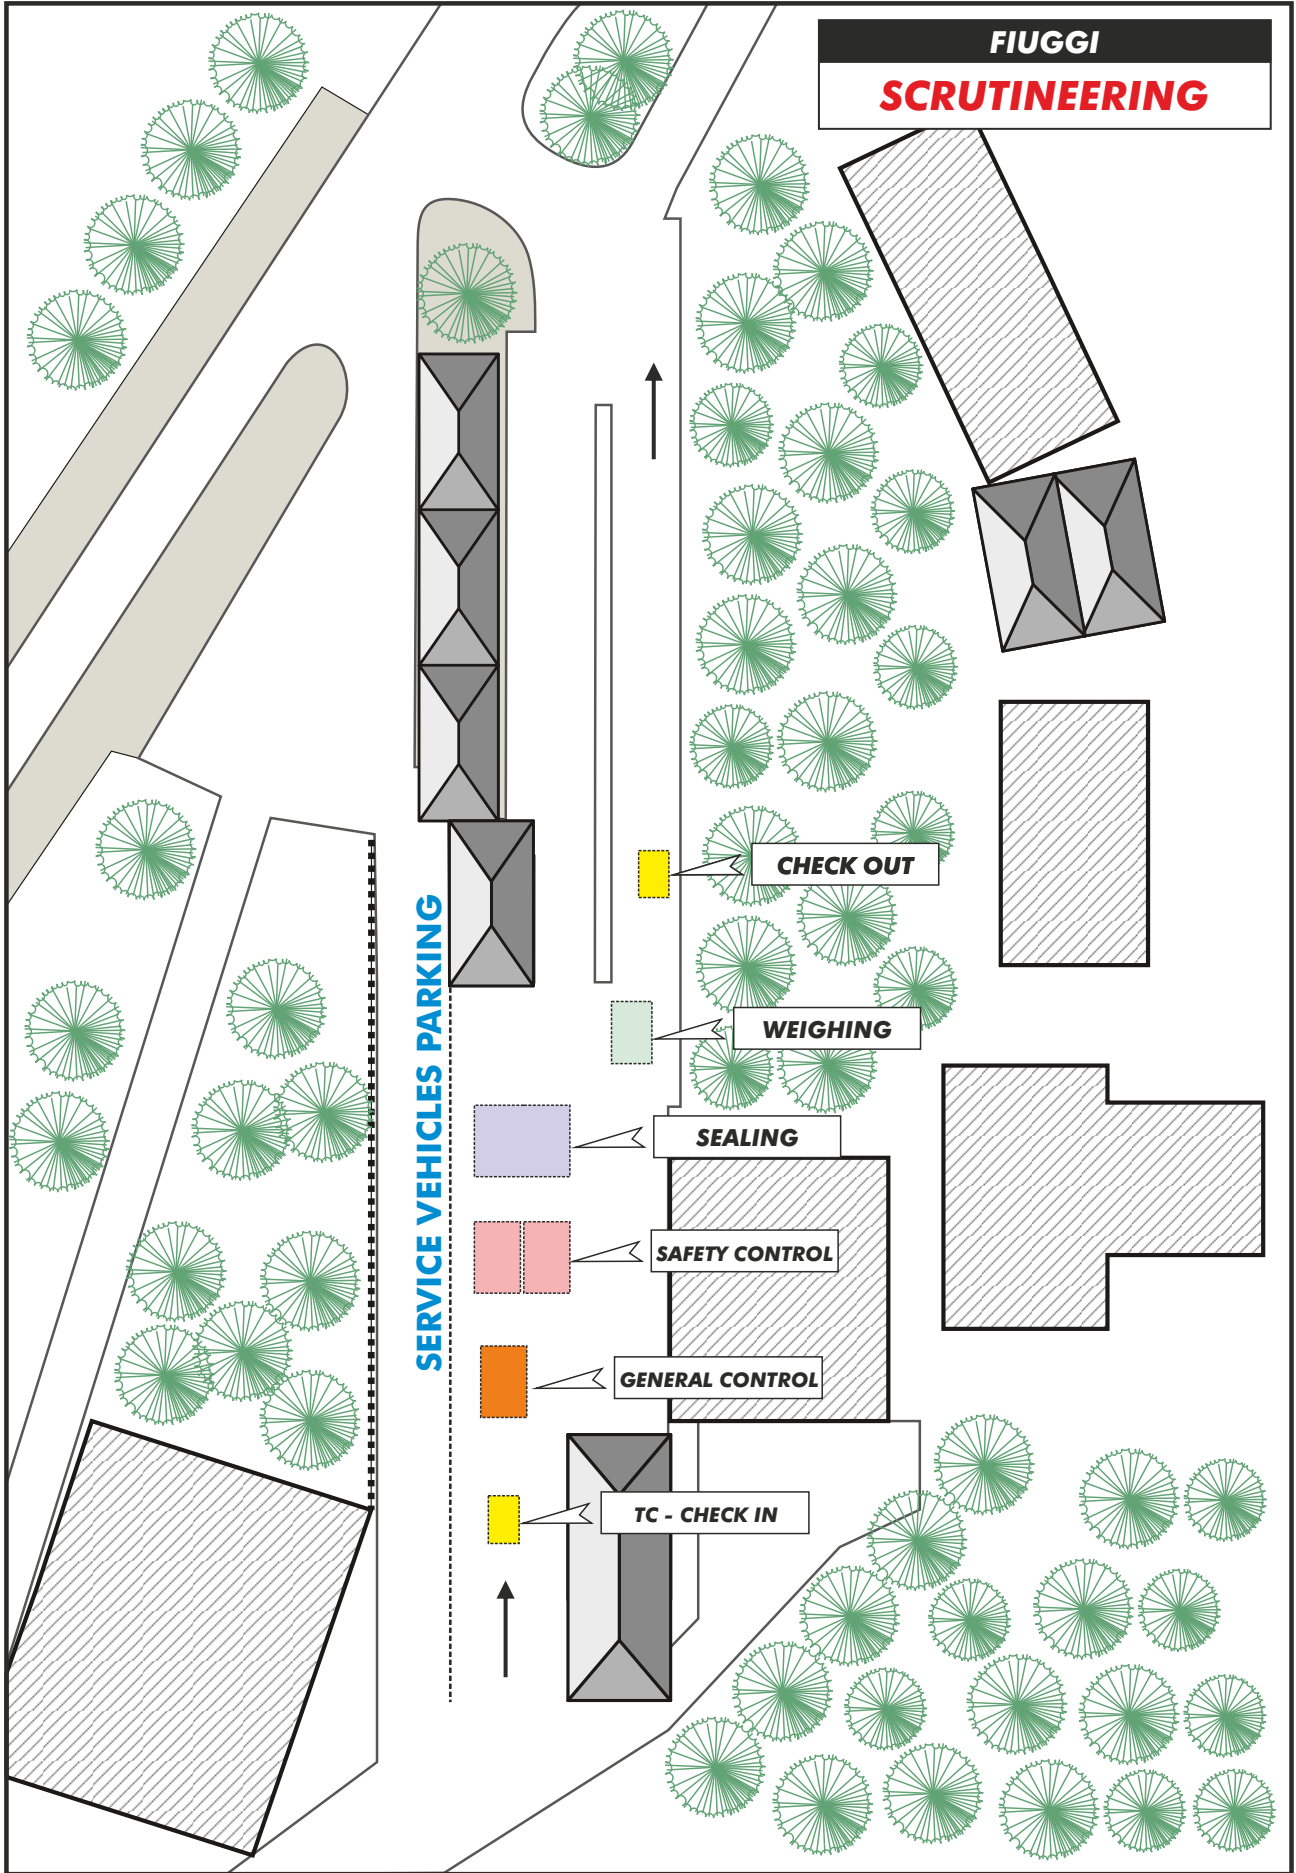 FIUGGI
SCRUTINEERING
CHECK OUT
WEIGHING
SEALING
SAFETY CONTROL
GENERAL CONTROL
TC - CHECK IN
SERVICE VEHICLES PARKING